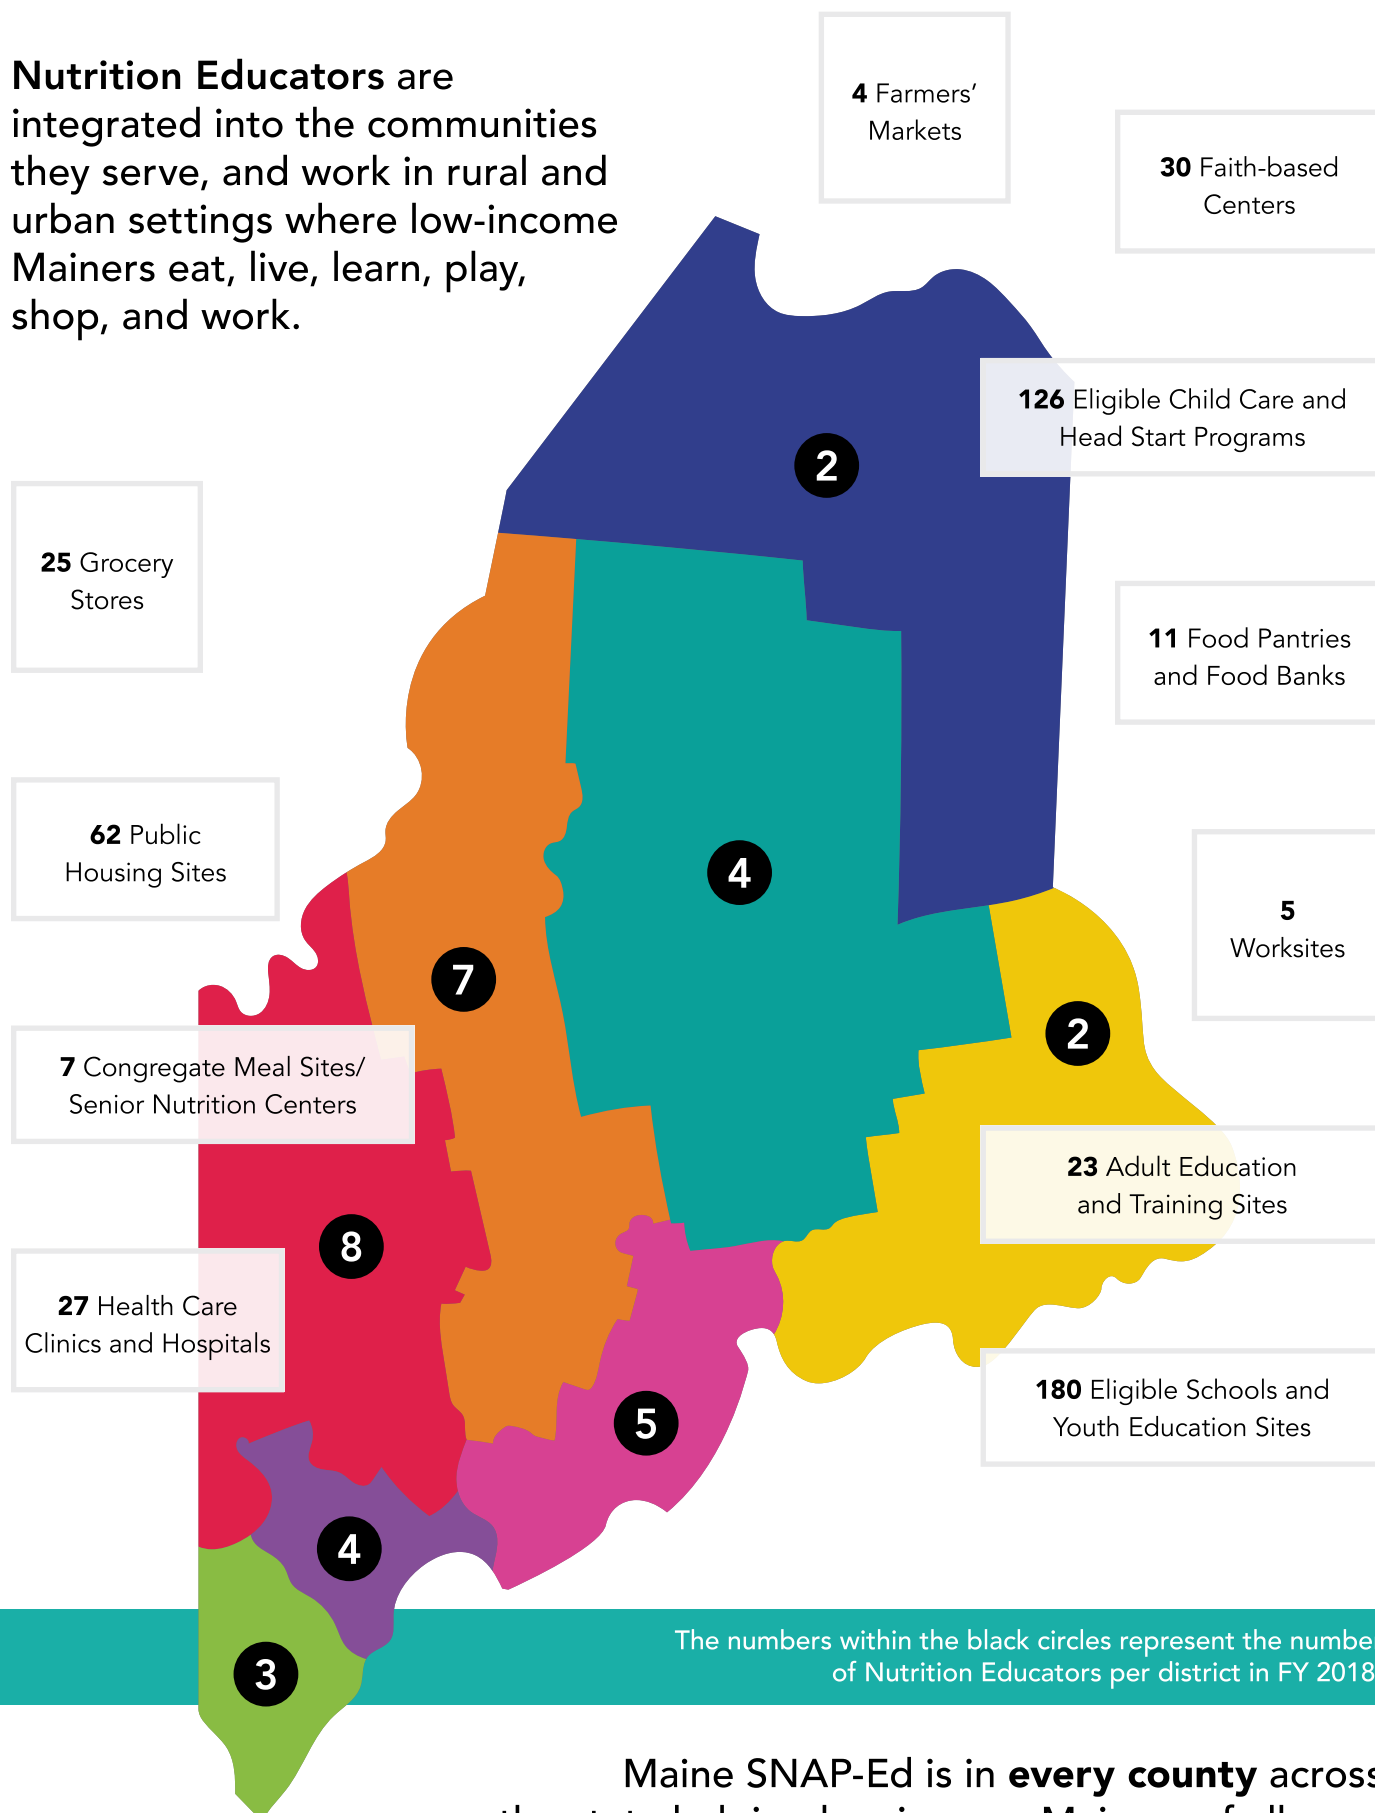 Nutrition Educators are
integrated into the communities
they serve, and work in rural and
urban settings where low-income
Mainers eat, live, learn, play,
shop, and work.
4 Farmers’
Markets
30 Faith-based
Centers
126 Eligible Child Care and
Head Start Programs
2
25 Grocery
Stores
11 Food Pantries
and Food Banks
62 Public
Housing Sites
4
5
Worksites
7
2
7 Congregate Meal Sites/
Senior Nutrition Centers
23 Adult Education
and Training Sites
8
27 Health Care
Clinics and Hospitals
180 Eligible Schools and
Youth Education Sites
5
4
The numbers within the black circles represent the numbe
of Nutrition Educators per district in FY 2018
3
Maine SNAP-Ed is in every county across